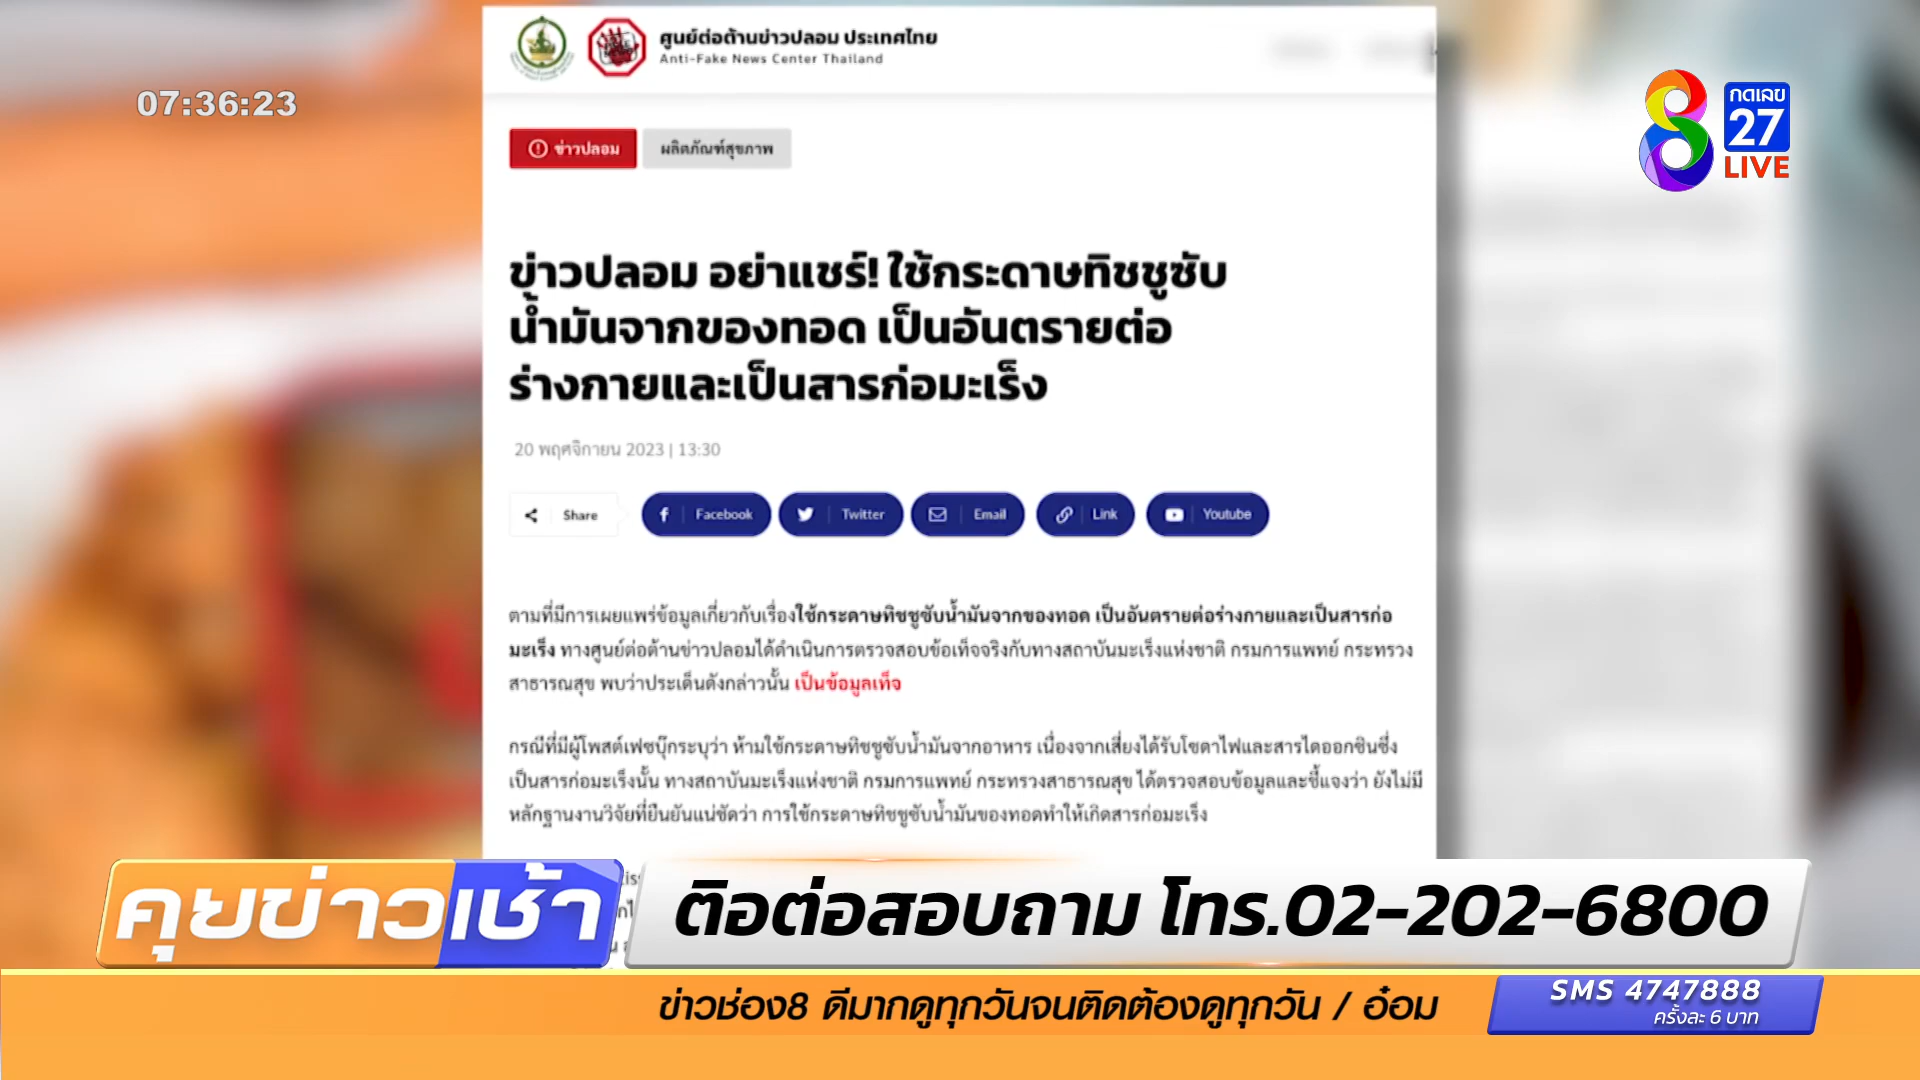 ศูนย์ต่อต้านข่าวปลอม ประเทศไทย
Anti-Fake News Center Thailand
07:36:23
กดเลข
27
LIVE
ข่าวปลอม
ผลิตภัณฑ์สุขภาพ
ข่าวปลอม อย่าแชร์! ใช้กระดาษทิชชูซับ
น้ำมันจากของทอด เป็นอันตรายต่อ
ร่างกายและเป็นสารก่อมะเร็ง
20 พฤศจิกายน 2023 | 13:30
Share
Facebook
Twitter
Email
Link
Youtube
ตามที่มีการเผยแพร่ข้อมูลเกี่ยวกับเรื่องใช้กระดาษทิชชูซับน้ำมันจากของทอด เป็นอันตรายต่อร่างกายและเป็นสารก่อ
มะเร็ง ทางศูนย์ต่อต้านข่าวปลอมได้ดำเนินการตรวจสอบข้อเท็จจริงกับทางสถาบันมะเร็งแห่งชาติ กรมการแพทย์ กระทรวง
สาธารณสุข พบว่าประเด็นดังกล่าวนั้น เป็นข้อมูลเท็จ
กรณีที่มีผู้โพสต์เฟซบุ๊กระบุว่า ห้ามใช้กระดาษทิชชูซับน้ำมันจากอาหาร เนื่องจากเสี่ยงได้รับโซดาไฟและสารไดออกซินซึ่ง
เป็นสารก่อมะเร็งนั้น ทางสถาบันมะเร็งแห่งชาติ กรมการแพทย์ กระทรวงสาธารณสุข ได้ตรวจสอบข้อมูลและชี้แจงว่า ยังไม่มี
หลักฐานงานวิจัยที่ยืนยันแน่ชัดว่า การใช้กระดาษทิชชูซับน้ำมันของทอดทำให้เกิดสารก่อมะเร็ง
คุยข่าวเช้า
ติอต่อสอบถาม โทร.02-202-6800
ข่าวช่อง8 ดีมากดูทุกวันจนติดต้องดูทุกวัน / อ๋อม
SMS 4747888
ครั้งละ 6 บาท